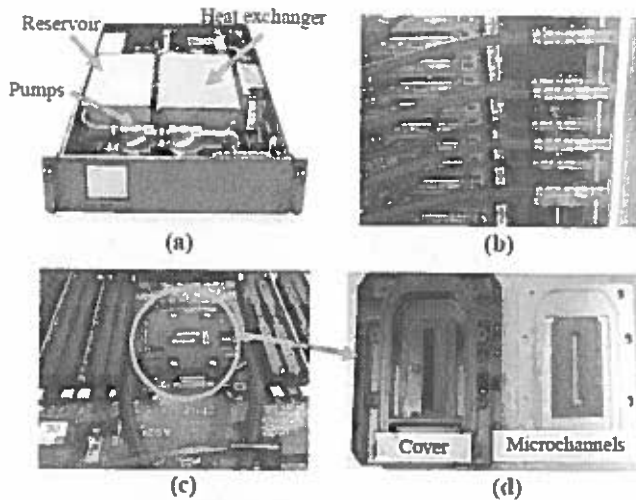 Reservoir
Heat exchanger
Pumps
(a)
(b)
Cover
Microchannels
(c)
(d)